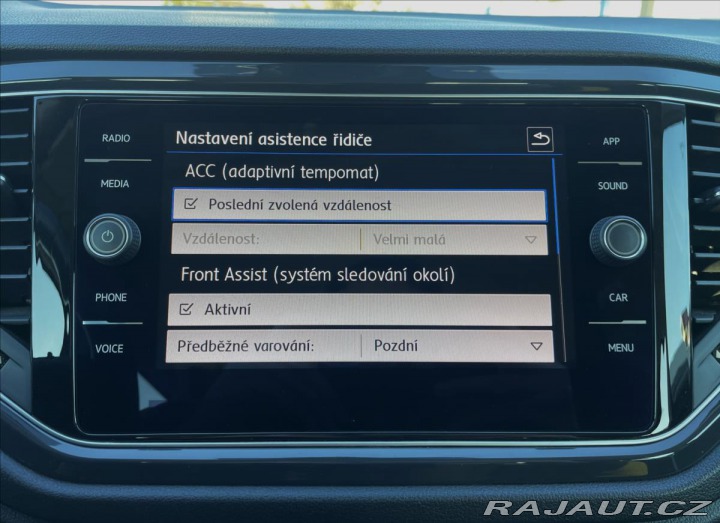 RADIO
MEDIA
PHONE
VOICE
Nastavení asistence řidiče
ACC (adaptivní tempomat)
Poslední zvolená vzdálenost
Vzdálenost: Velmi malá
Front Assist (systém sledování okolí)
Aktivní
Předběžné varování: Pozdní
APP
SOUND
CAR
MENU
RAJAUT.CZ